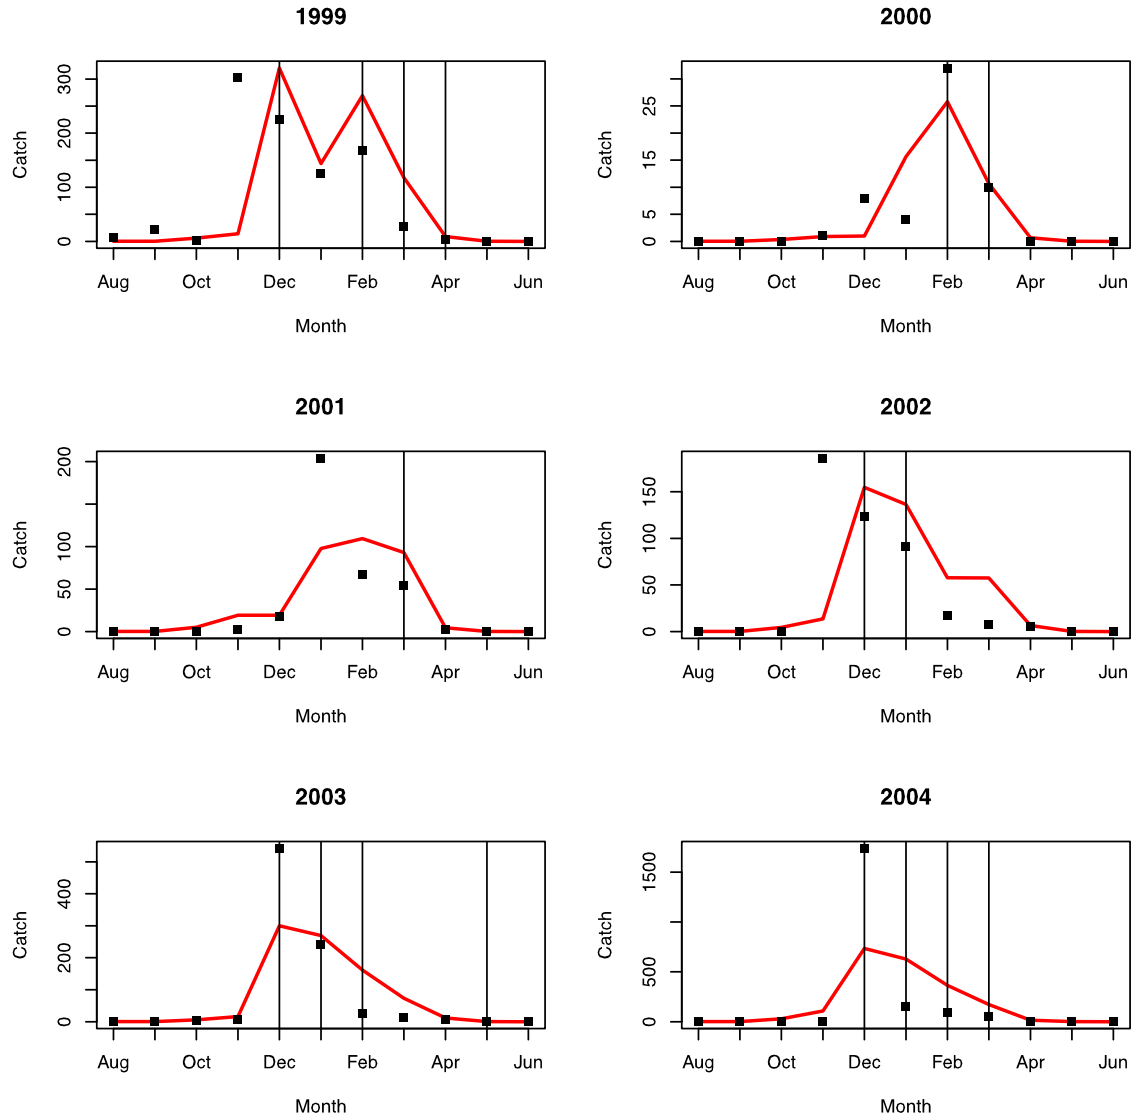 1999
Catch
300
200
100
0
Aug Oct Dec Feb Apr Jun
Month
2000
Catch
25
15
5
0
Aug Oct Dec Feb Apr Jun
Month
2001
Catch
200
100
50
0
Aug Oct Dec Feb Apr Jun
Month
2002
Catch
150
100
50
0
Aug Oct Dec Feb Apr Jun
Month
2003
Catch
400
200
0
Aug Oct Dec Feb Apr Jun
Month
2004
Catch
1500
500
0
Aug Oct Dec Feb Apr Jun
Month